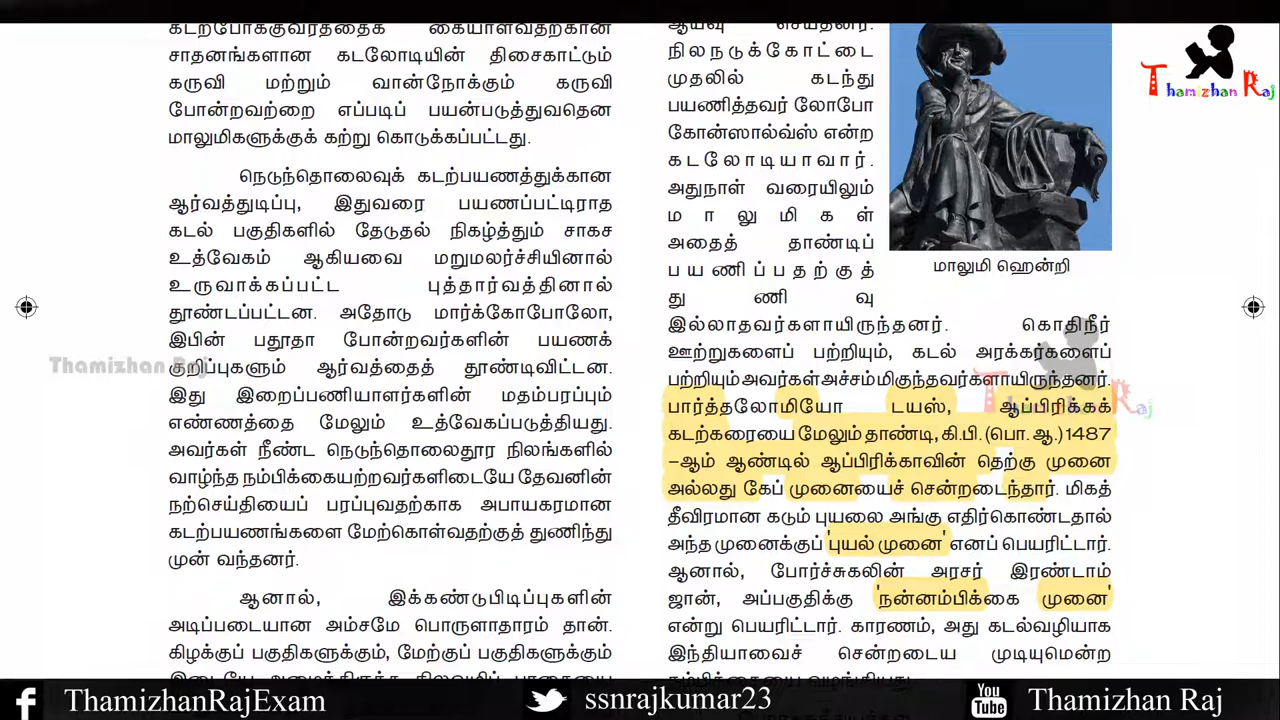 கடற்போக்குவரத்தைக் கையாள்வதற்கான
சாதனங்களான கடலோடியின் திசைகாட்டும்
கருவி மற்றும் வான்நோக்கும் கருவி
போன்றவற்றை எப்படிப் பயன்படுத்துவதென
மாலுமிகளுக்குக் கற்று கொடுக்கப்பட்டது.
நெடுந்தொலைவுக் கடற்பயணத்துக்கான
ஆர்வத்துடிப்பு, இதுவரை பயணப்பட்டிராத
கடல் பகுதிகளில் தேடுதல் நிகழ்த்தும் சாகச
உத்வேகம் ஆகியவை மறுமலர்ச்சியினால்
உருவாக்கப்பட்ட புத்தார்வத்தினால்
தூண்டப்பட்டன. அதோடு மார்க்கோபோலோ,
இபின் பதூதா போன்றவர்களின் பயணக்
குறிப்புகளும் ஆர்வத்தைத் தூண்டிவிட்டன.
இது இறைப்பணியாளர்களின் மதம்பரப்பும்
எண்ணத்தை மேலும் உத்வேகப்படுத்தியது.
அவர்கள் நீண்ட நெடுந்தொலைதூர நிலங்களில்
வாழ்ந்த நம்பிக்கையற்றவர்களிடையே தேவனின்
நற்செய்தியைப் பரப்புவதற்காக அபாயகரமான
கடற்பயணங்களை மேற்கொள்வதற்குத் துணிந்து
முன் வந்தனர்.
ஆனால், இக்கண்டுபிடிப்புகளின்
அடிப்படையான அம்சமே பொருளாதாரம் தான்.
கிழக்குப் பகுதிகளுக்கும், மேற்குப் பகுதிகளுக்கும்
ஆய்வு செய்தனர்.
நிலநடுக்கோட்டை
முதலில் கடந்து
பயணித்தவர் லோபோ
கோன்ஸால்வ்ஸ் என்ற
கடலோடியாவார்.
அதுநாள் வரையிலும்
மாலுமிகள்
அதைத் தாண்டிப்
பயணிப்பதற்குத்
துணிவு
இல்லாதவர்களாயிருந்தனர். கொதிநீர்
ஊற்றுகளைப் பற்றியும், கடல் அரக்கர்களைப்
பற்றியும் அவர்கள் அச்சம் மிகுந்தவர்களாயிருந்தனர்.
பார்த்தலோமியோ டயஸ், ஆப்பிரிக்கக்
கடற்கரையை மேலும் தாண்டி, கி.பி. (பொ. ஆ.) 1487
–ஆம் ஆண்டில் ஆப்பிரிக்காவின் தெற்கு முனை
அல்லது கேப் முனையைச் சென்றடைந்தார். மிகத்
தீவிரமான கடும் புயலை அங்கு எதிர்கொண்டதால்
அந்த முனைக்குப் 'புயல் முனை' எனப் பெயரிட்டார்.
ஆனால், போர்ச்சுகலின் அரசர் இரண்டாம்
ஜான், அப்பகுதிக்கு 'நன்னம்பிக்கை முனை'
என்று பெயரிட்டார். காரணம், அது கடல்வழியாக
இந்தியாவைச் சென்றடைய முடியுமென்ற
நம்பிக்கையை வழங்கியது.
மாலுமி ஹென்றி
Thamizhan Raj
Thamizhan Raj
ThamizhanRajExam
ssnrajkumar23
You Tube
Thamizhan Raj